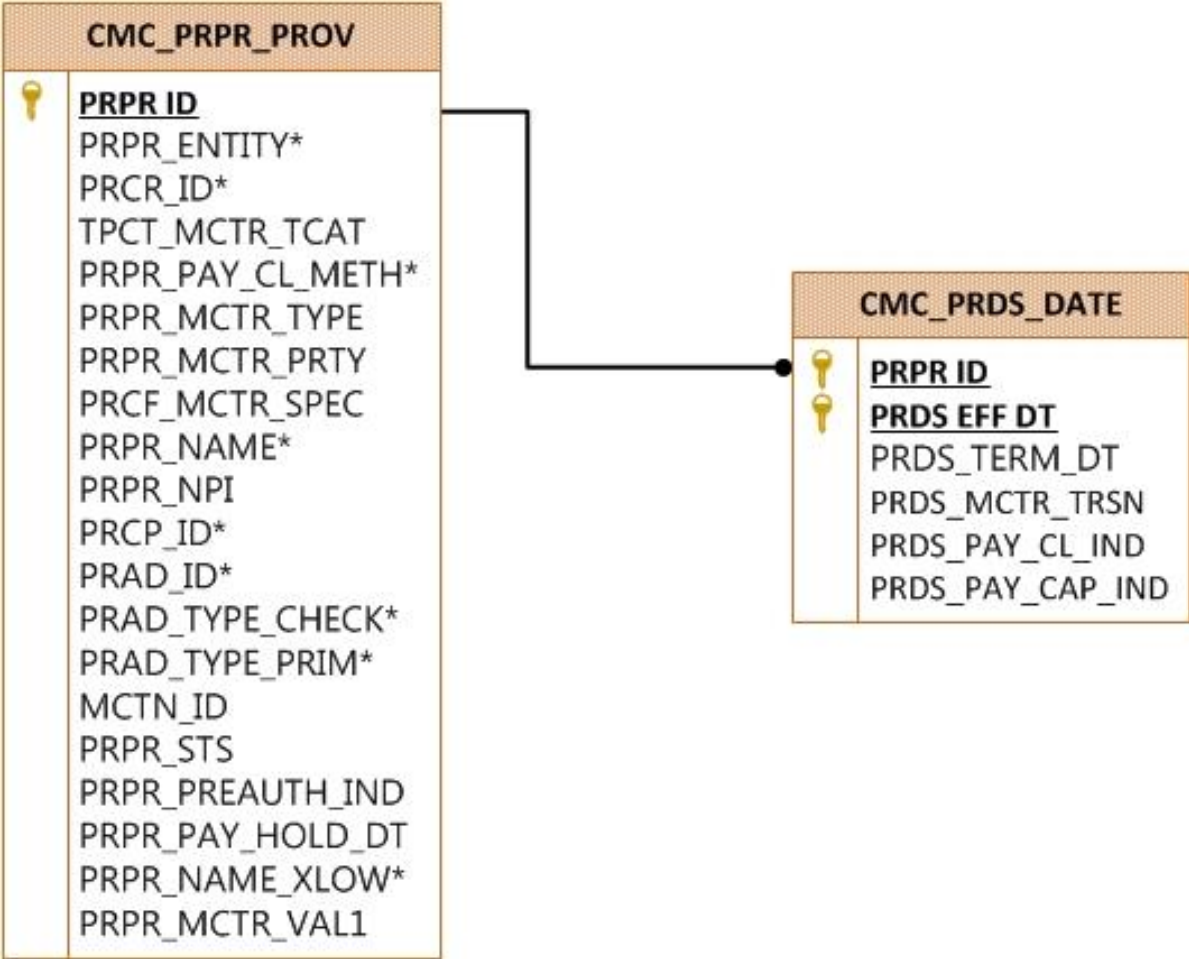 CMC_PRPR_PROV
PRPR ID
PRPR_ENTITY*
PRCR_ID*
TPCT_MCTR_TCAT
PRPR_PAY_CL_METH*
PRPR_MCTR_TYPE
PRPR_MCTR_PRTY
PRCF_MCTR_SPEC
PRPR_NAME*
PRPR_NPI
PRCP_ID*
PRAD_ID*
PRAD_TYPE_CHECK*
PRAD_TYPE_PRIM*
MCTN_ID
PRPR_STS
PRPR_PREAUTH_IND
PRPR_PAY_HOLD_DT
PRPR_NAME_XLOW*
PRPR_MCTR_VAL1
CMC_PRDS_DATE
PRPR ID
PRDS EFF DT
PRDS_TERM_DT
PRDS_MCTR_TRSN
PRDS_PAY_CL_IND
PRDS_PAY_CAP_IND